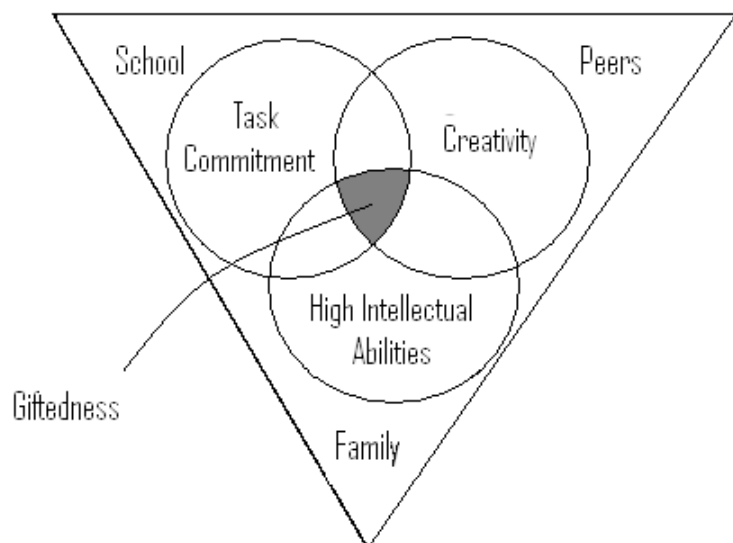 School
Peers
Task
Commitment
Creativity
High Intellectual
Abilities
Giftedness
Family